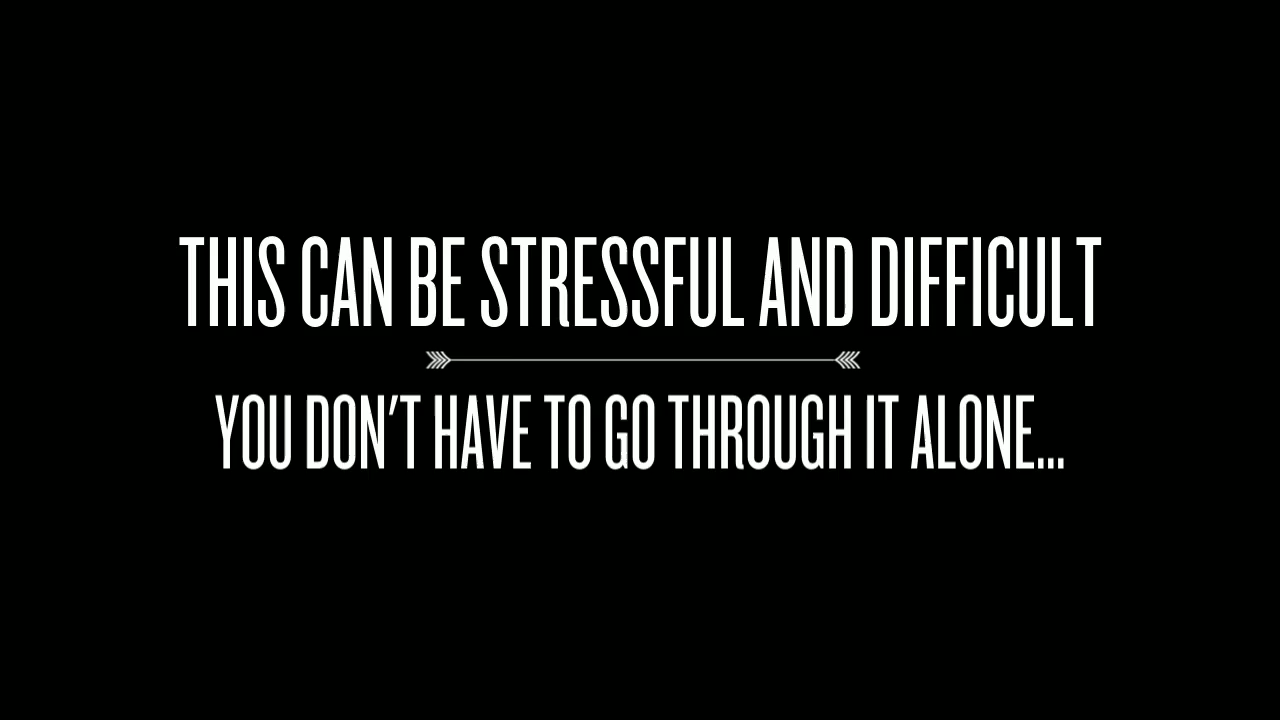 THIS CAN BE STRESSFUL AND DIFFICULT
YOU DON'T HAVE TO GO THROUGH IT ALONE...